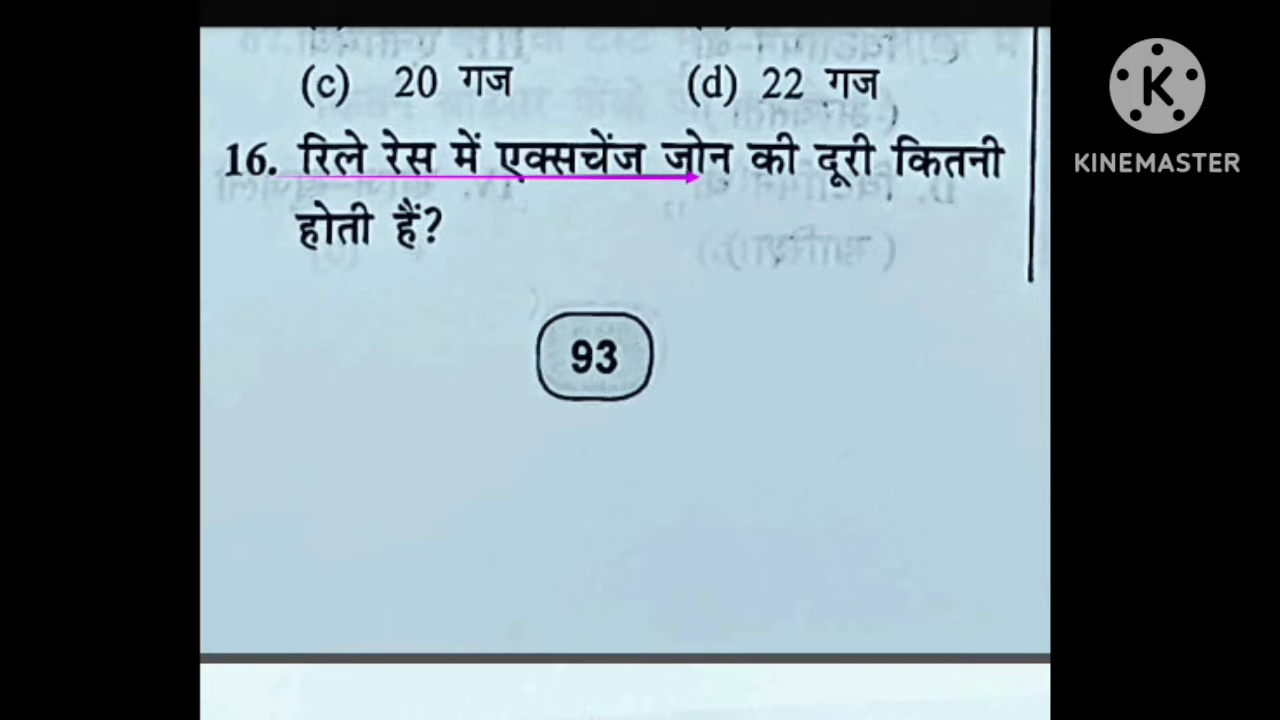 (c) 20 गज (d) 22 गज
16. रिले रेस में एक्सचेंज जोन की दूरी कितनी
होती हैं?
93
K
KINEMASTER